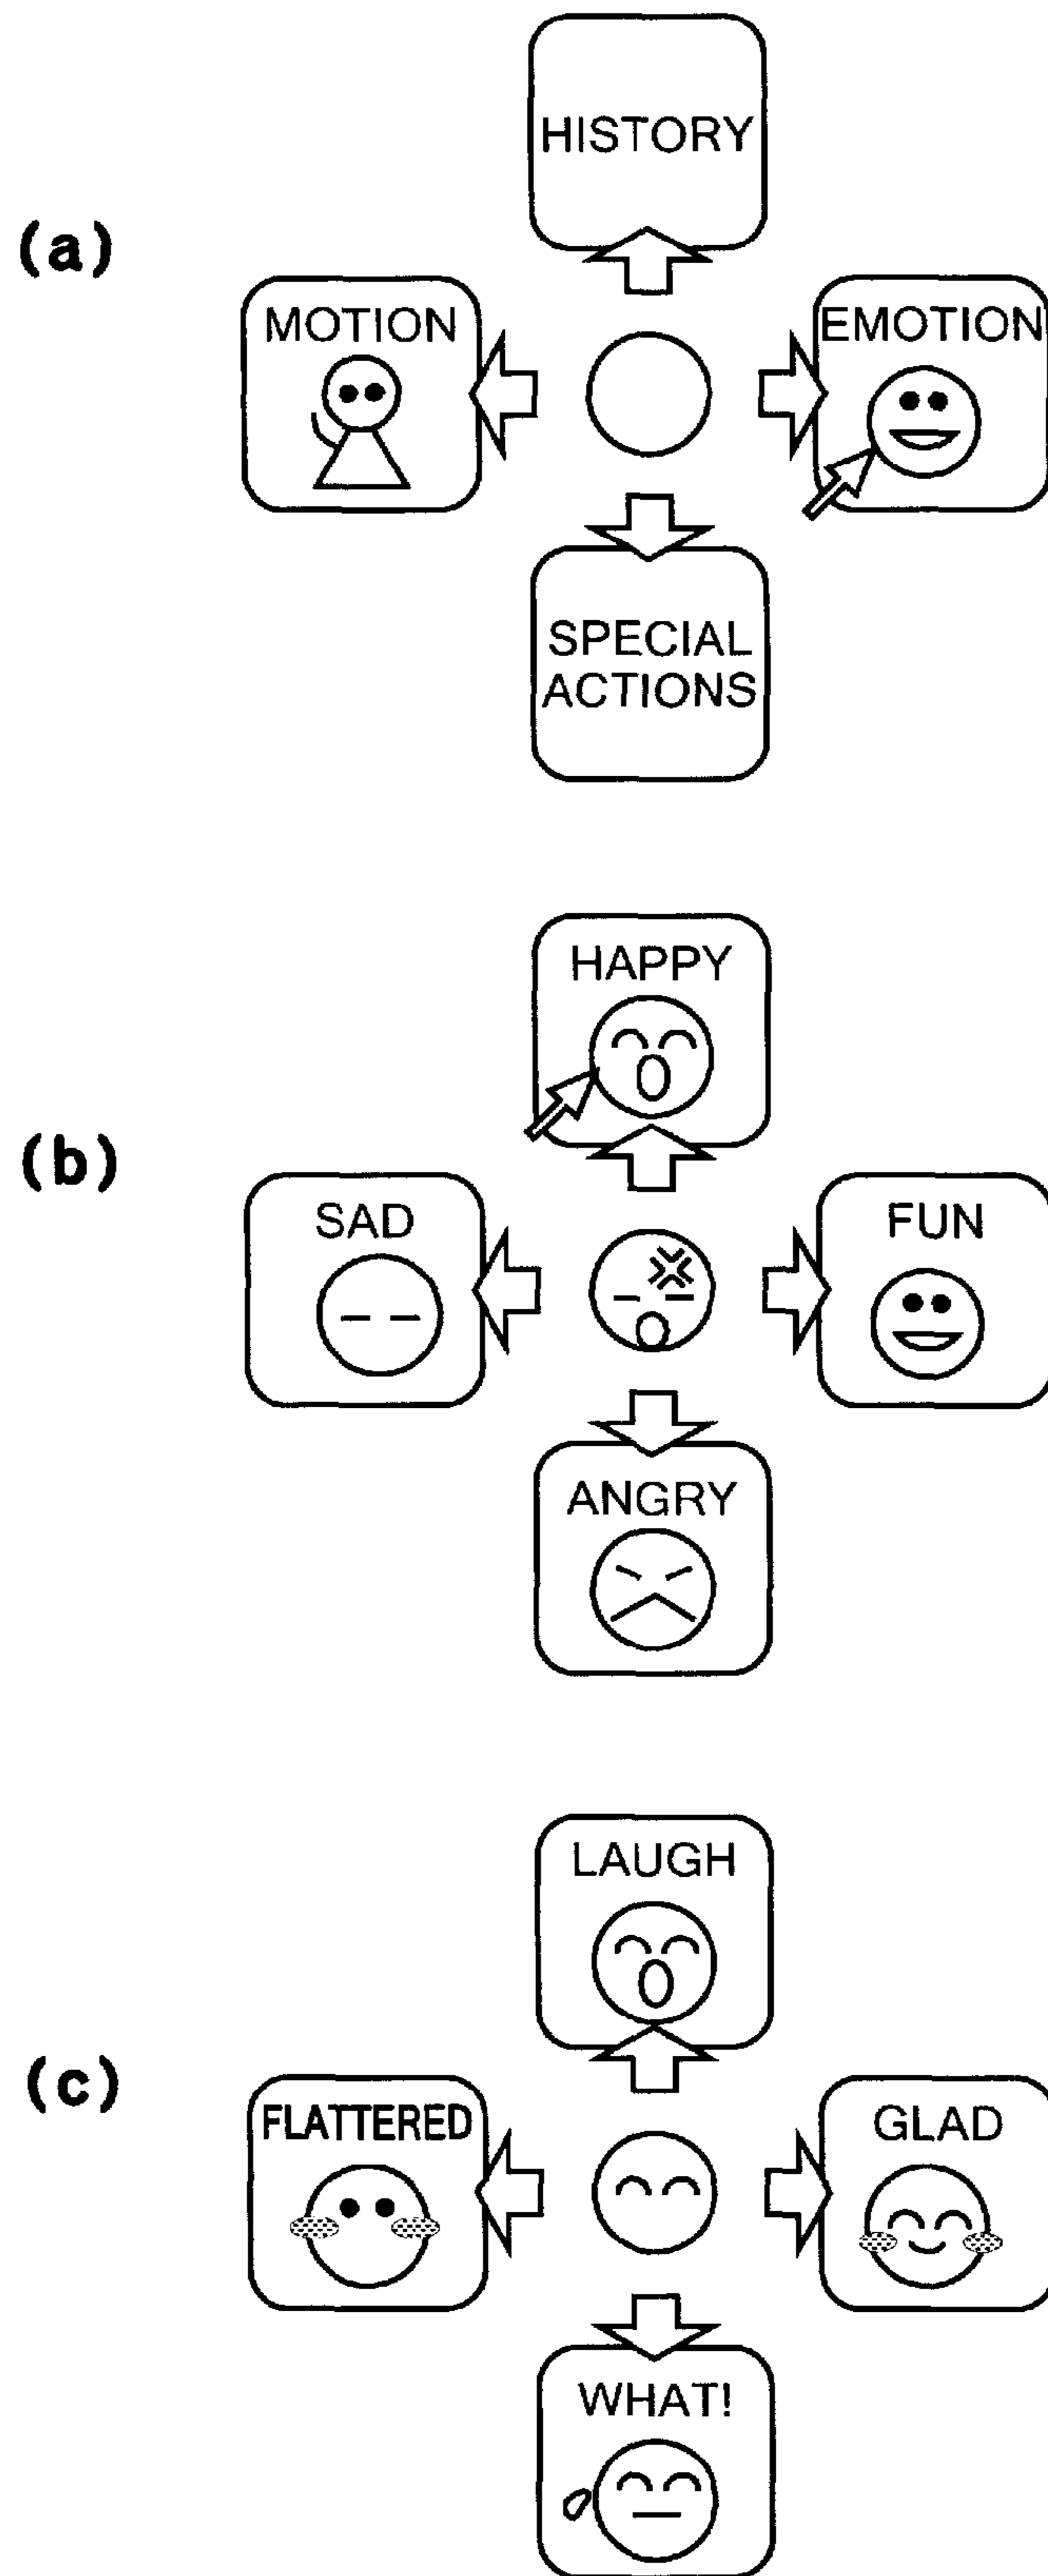 HISTORY
(a)
MOTION
EMOTION
SPECIAL
ACTIONS
HAPPY
(b)
SAD
FUN
ANGRY
LAUGH
(c)
FLATTERED
GLAD
WHAT!